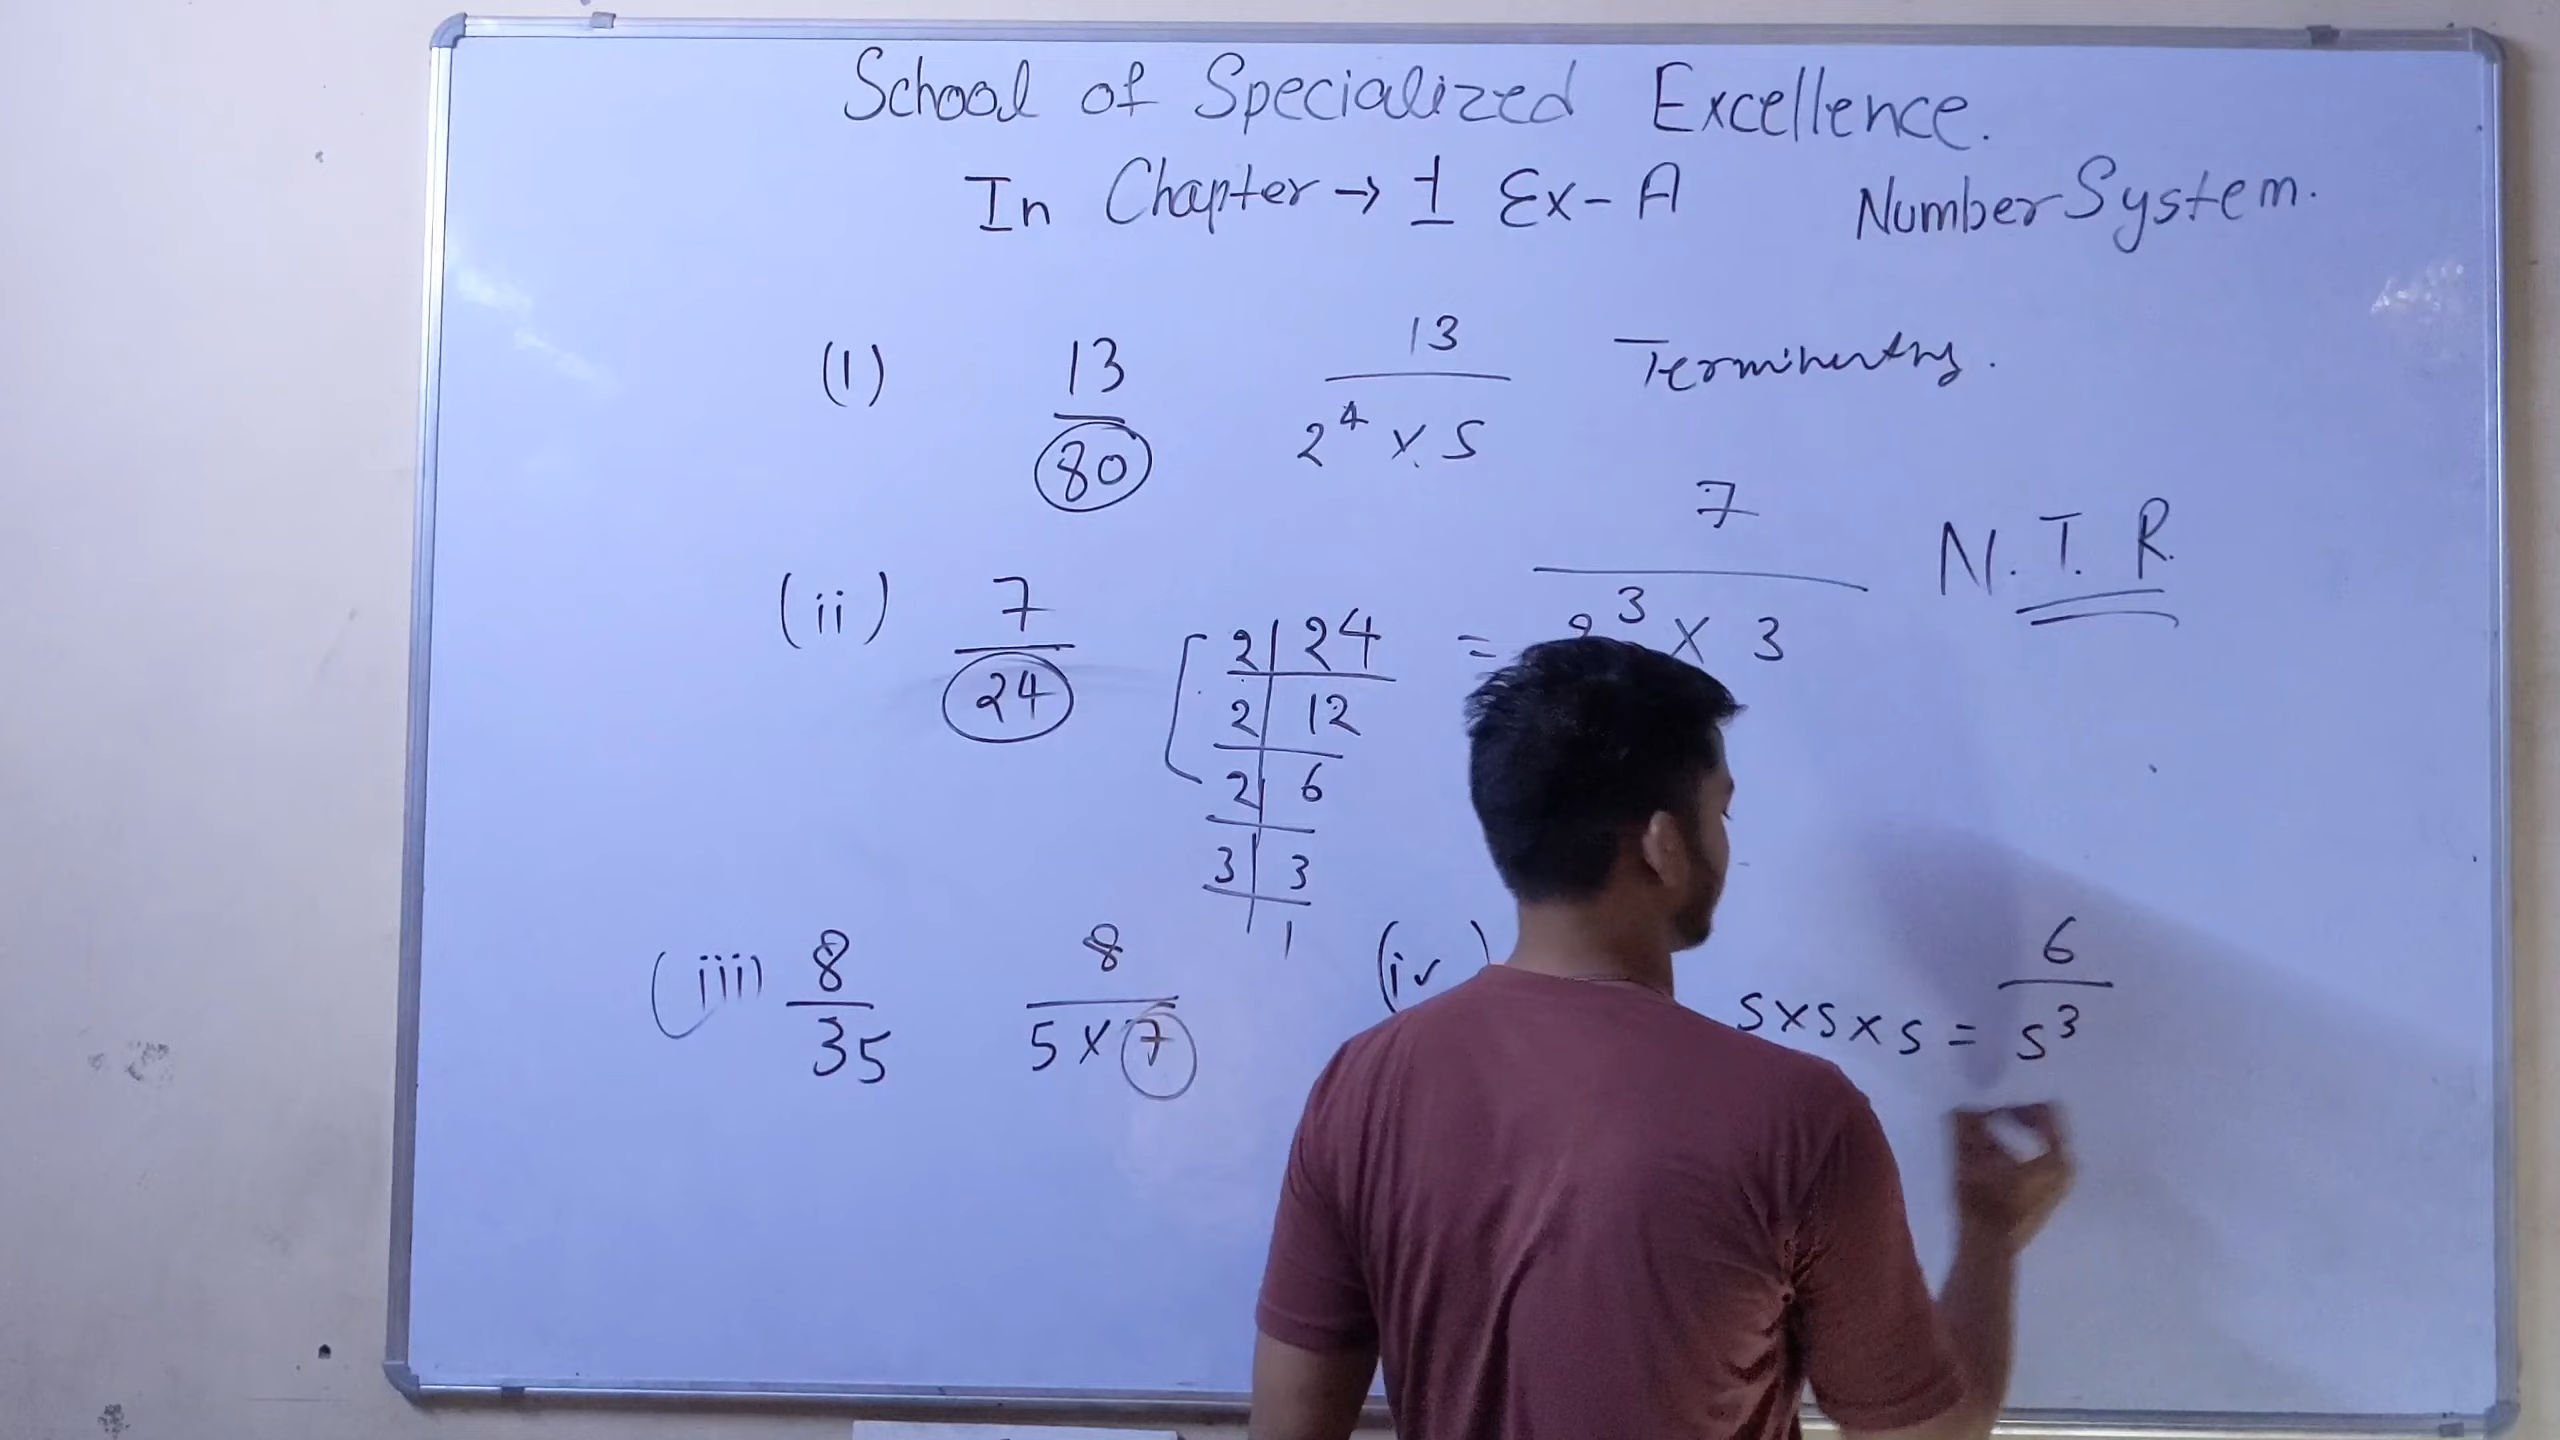 School of Specialized Excellence.
In Chapter → 1 Ex - A Number System.
(i) 13/80 13/2⁴ × 5 Terminating.
(ii) 7/24 = 7/2³ × 3 N. T. R.
2 | 24
2 | 12
2 | 6
3 | 3
1
(iii) 8/35 8/5 × 7
(iv) 5×5×5 = 6/5³